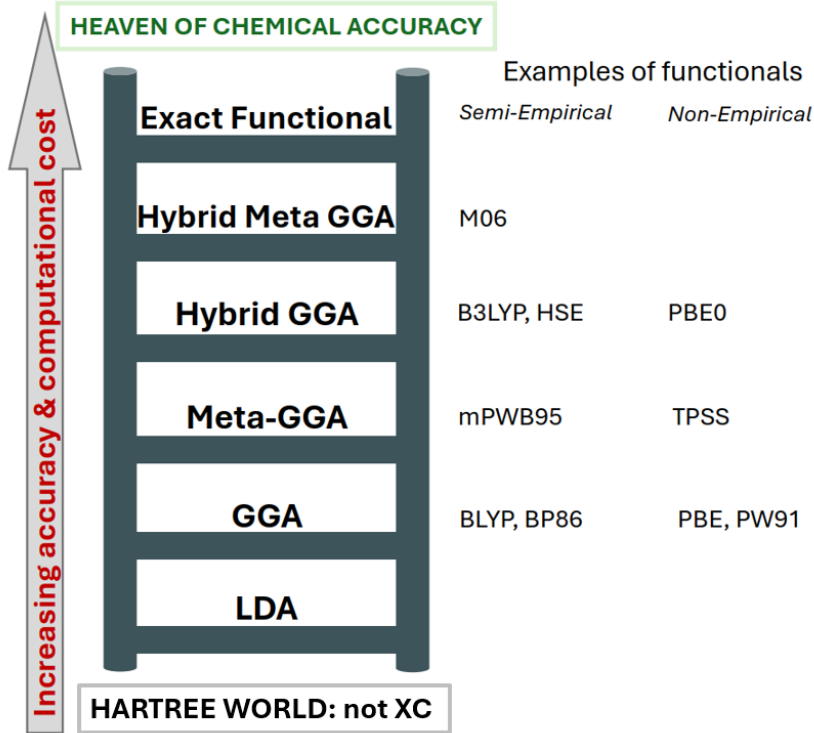 HEAVEN OF CHEMICAL ACCURACY
Increasing accuracy & computational cost
Examples of functionals
Semi-Empirical Non-Empirical
Exact Functional
Hybrid Meta GGA M06
Hybrid GGA B3LYP, HSE PBE0
Meta-GGA mPWB95 TPSS
GGA BLYP, BP86 PBE, PW91
LDA
HARTREE WORLD: not XC